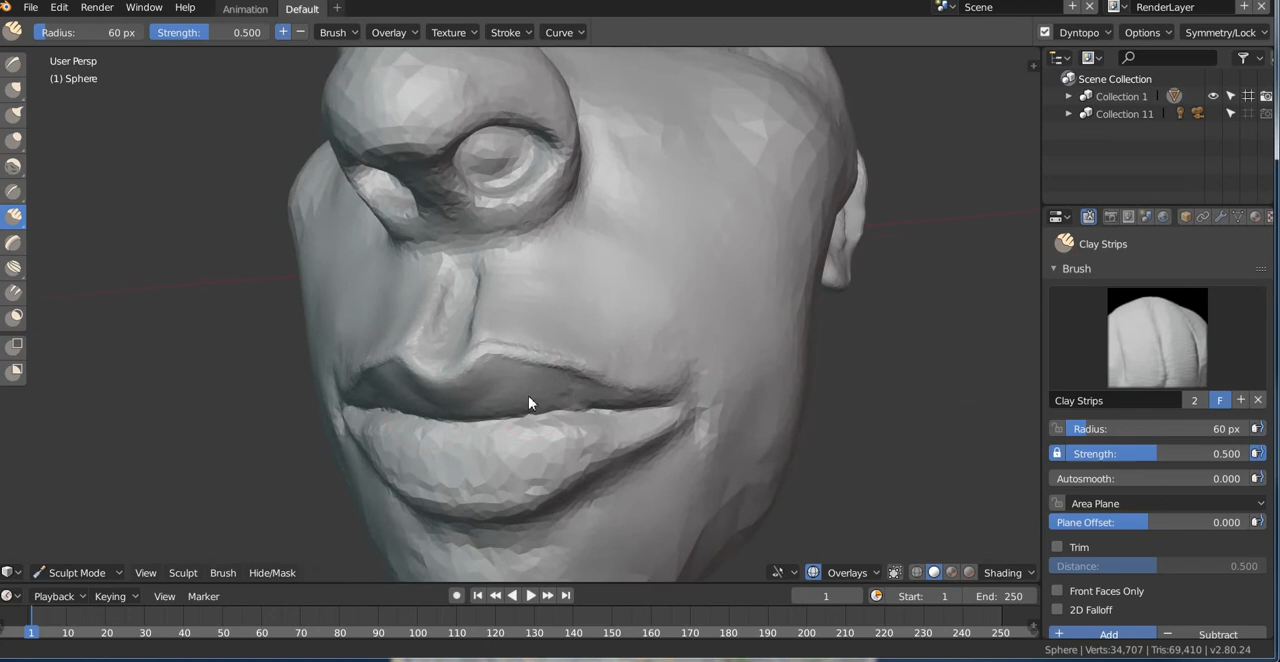 File Edit Render Window Help Animation Default + Scene + RenderLayer +
Radius: 60 px Strength: 0.500 + − Brush Overlay Texture Stroke Curve Dyntopo Options Symmetry/Lock
User Persp
(1) Sphere
Scene Collection
Collection 1
Collection 11
Clay Strips
Brush
Clay Strips 2 F +
Radius: 60 px
Strength: 0.500
Autosmooth: 0.000
Area Plane
Plane Offset: 0.000
Trim
Distance: 0.500
Front Faces Only
2D Falloff
+ Add − Subtract
Sculpt Mode View Sculpt Brush Hide/Mask Overlays Shading
Playback Keying View Marker 1 Start: 1 End: 250
1 10 20 30 40 50 60 70 80 90 100 110 120 130 140 150 160 170 180 190 200 210 220 230 240 250
Sphere | Verts:34,707 | Tris:69,410 | v2.80.24